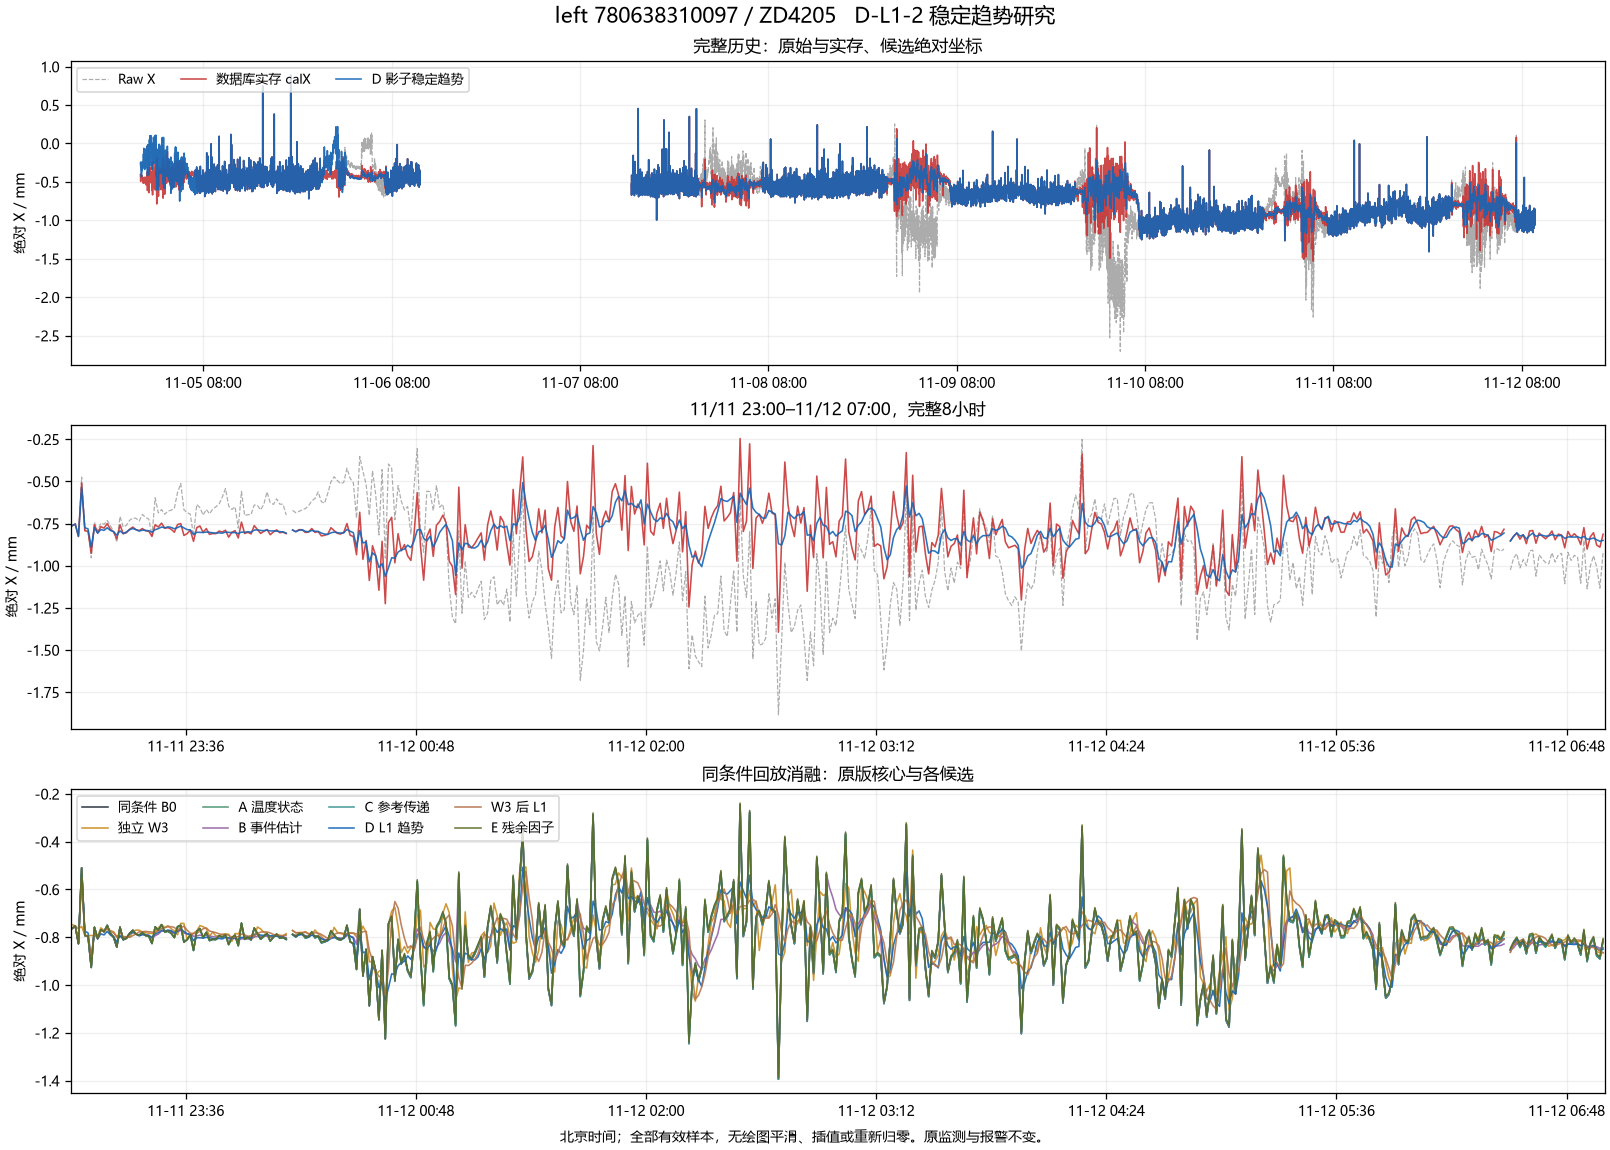 left 780638310097 / ZD4205   D-L1-2 稳定趋势研究
完整历史：原始与实存、候选绝对坐标
Raw X
数据库实存 calX
D 影子稳定趋势
绝对 X / mm
1.0
0.5
0.0
-0.5
-1.0
-1.5
-2.0
-2.5
11-05 08:00
11-06 08:00
11-07 08:00
11-08 08:00
11-09 08:00
11-10 08:00
11-11 08:00
11-12 08:00
11/11 23:00–11/12 07:00，完整8小时
绝对 X / mm
-0.25
-0.50
-0.75
-1.00
-1.25
-1.50
-1.75
11-11 23:36
11-12 00:48
11-12 02:00
11-12 03:12
11-12 04:24
11-12 05:36
11-12 06:48
同条件回放消融：原版核心与各候选
同条件 B0
A 温度状态
C 参考传递
W3 后 L1
独立 W3
B 事件估计
D L1 趋势
E 残余因子
绝对 X / mm
-0.2
-0.4
-0.6
-0.8
-1.0
-1.2
-1.4
11-11 23:36
11-12 00:48
11-12 02:00
11-12 03:12
11-12 04:24
11-12 05:36
11-12 06:48
北京时间；全部有效样本，无绘图平滑、插值或重新归零。原监测与报警不变。